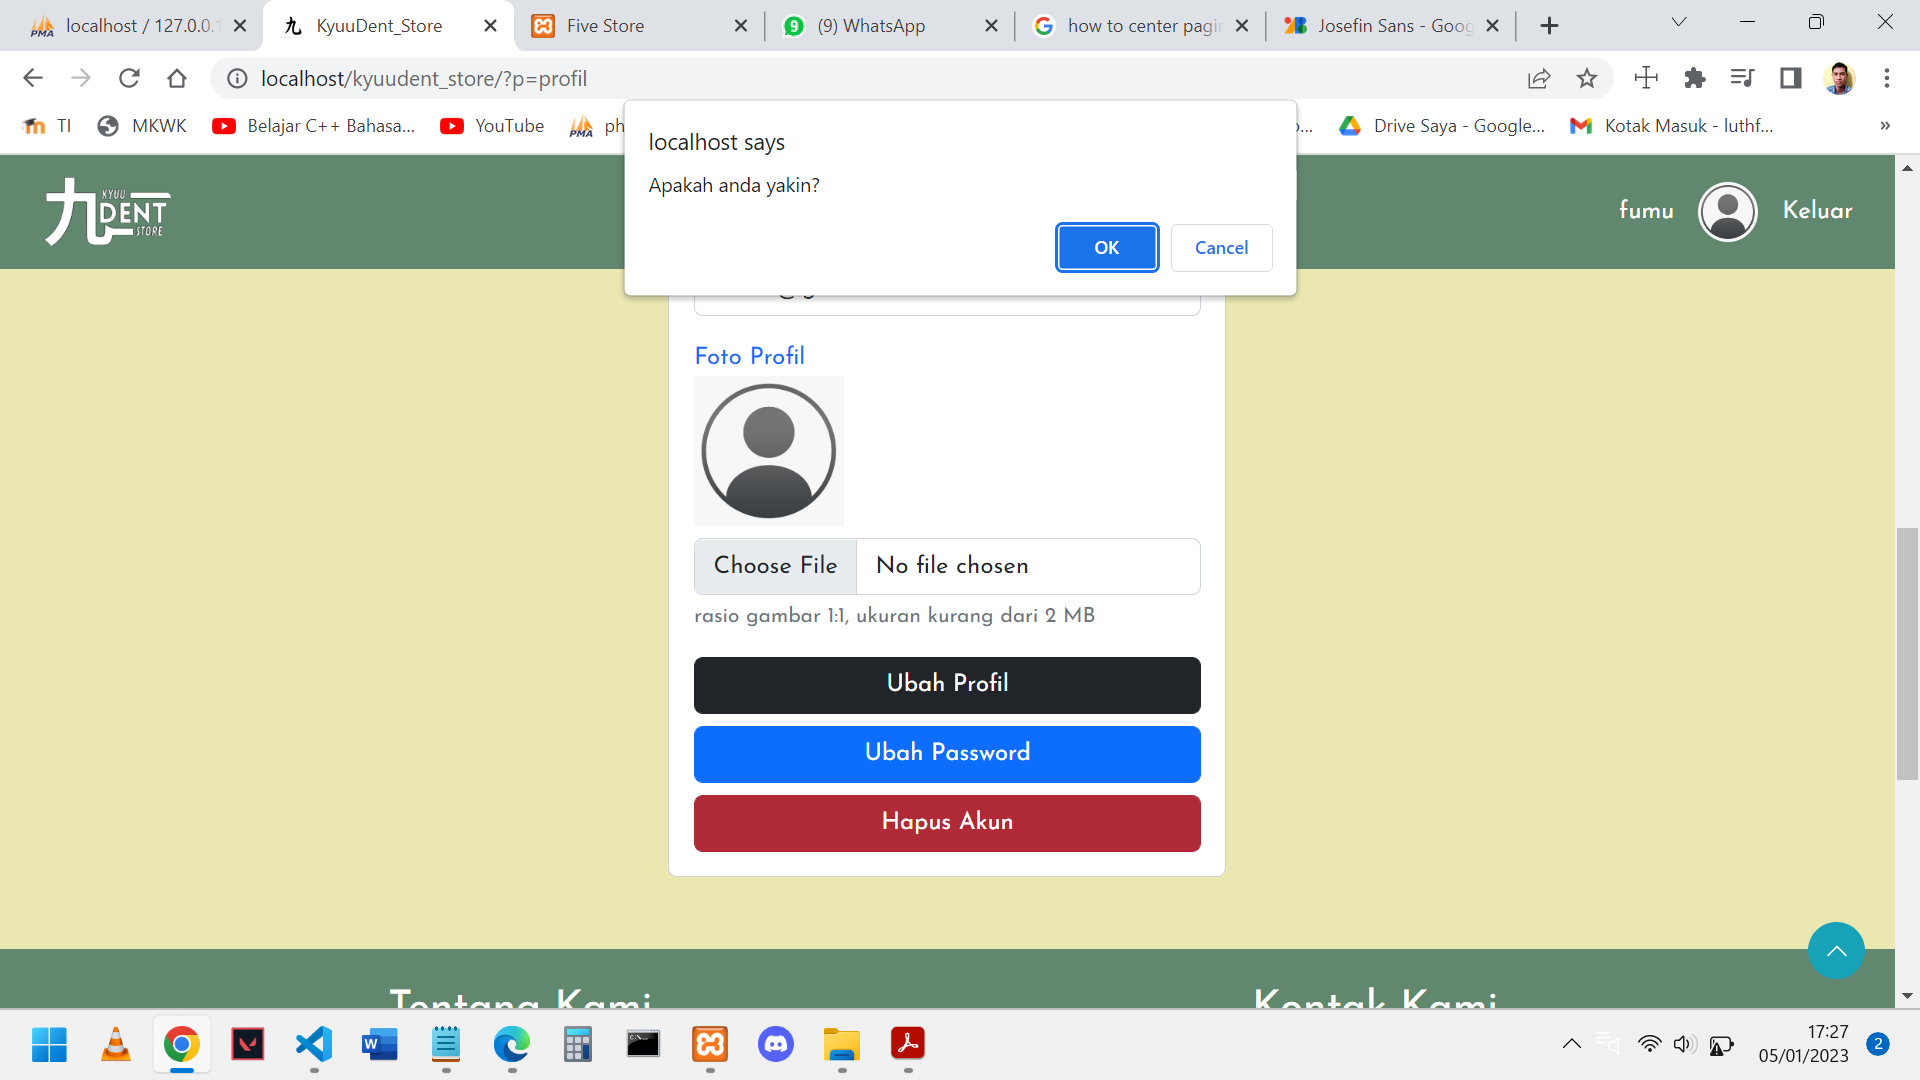 localhost / 127.0.0.1
KyuuDent_Store
Five Store
(9) WhatsApp
how to center pagin
Josefin Sans - Goog
localhost/kyuudent_store/?p=profil
TI
MKWK
Belajar C++ Bahasa...
YouTube
ph
Drive Saya - Google...
Kotak Masuk - luthf...
localhost says
Apakah anda yakin?
OK
Cancel
九 KYUU
DENT
STORE
fumu
Keluar
Foto Profil
Choose File
No file chosen
rasio gambar 1:1, ukuran kurang dari 2 MB
Ubah Profil
Ubah Password
Hapus Akun
Tentang Kami
Kontak Kami
17:27
05/01/2023
2